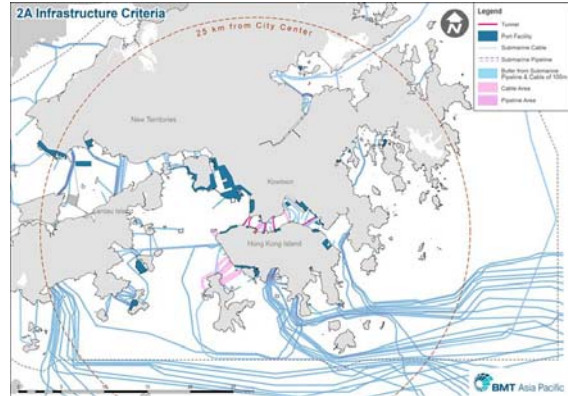 2A Infrastructure Criteria
25 km from City Center
N
Legend
Tunnel
Port Facility
Submarine Cable
Submarine Pipeline
Buffer from Submarine
Pipeline & Cable of 100m
Cable Area
Pipeline Area
New Territories
Kowloon
Lantau Island
Hong Kong Island
BMT Asia Pacific